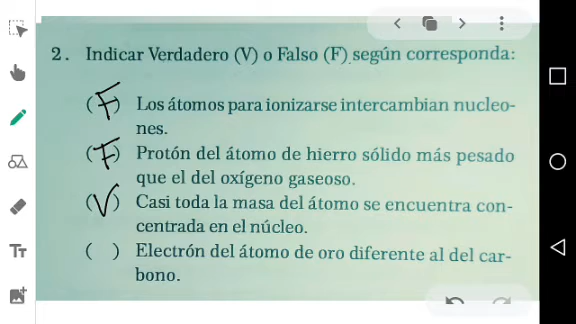 2. Indicar Verdadero (V) o Falso (F) según corresponda:
(F) Los átomos para ionizarse intercambian nucleo-
nes.
(F) Protón del átomo de hierro sólido más pesado
que el del oxígeno gaseoso.
(V) Casi toda la masa del átomo se encuentra con-
centrada en el núcleo.
( ) Electrón del átomo de oro diferente al del car-
bono.
TT